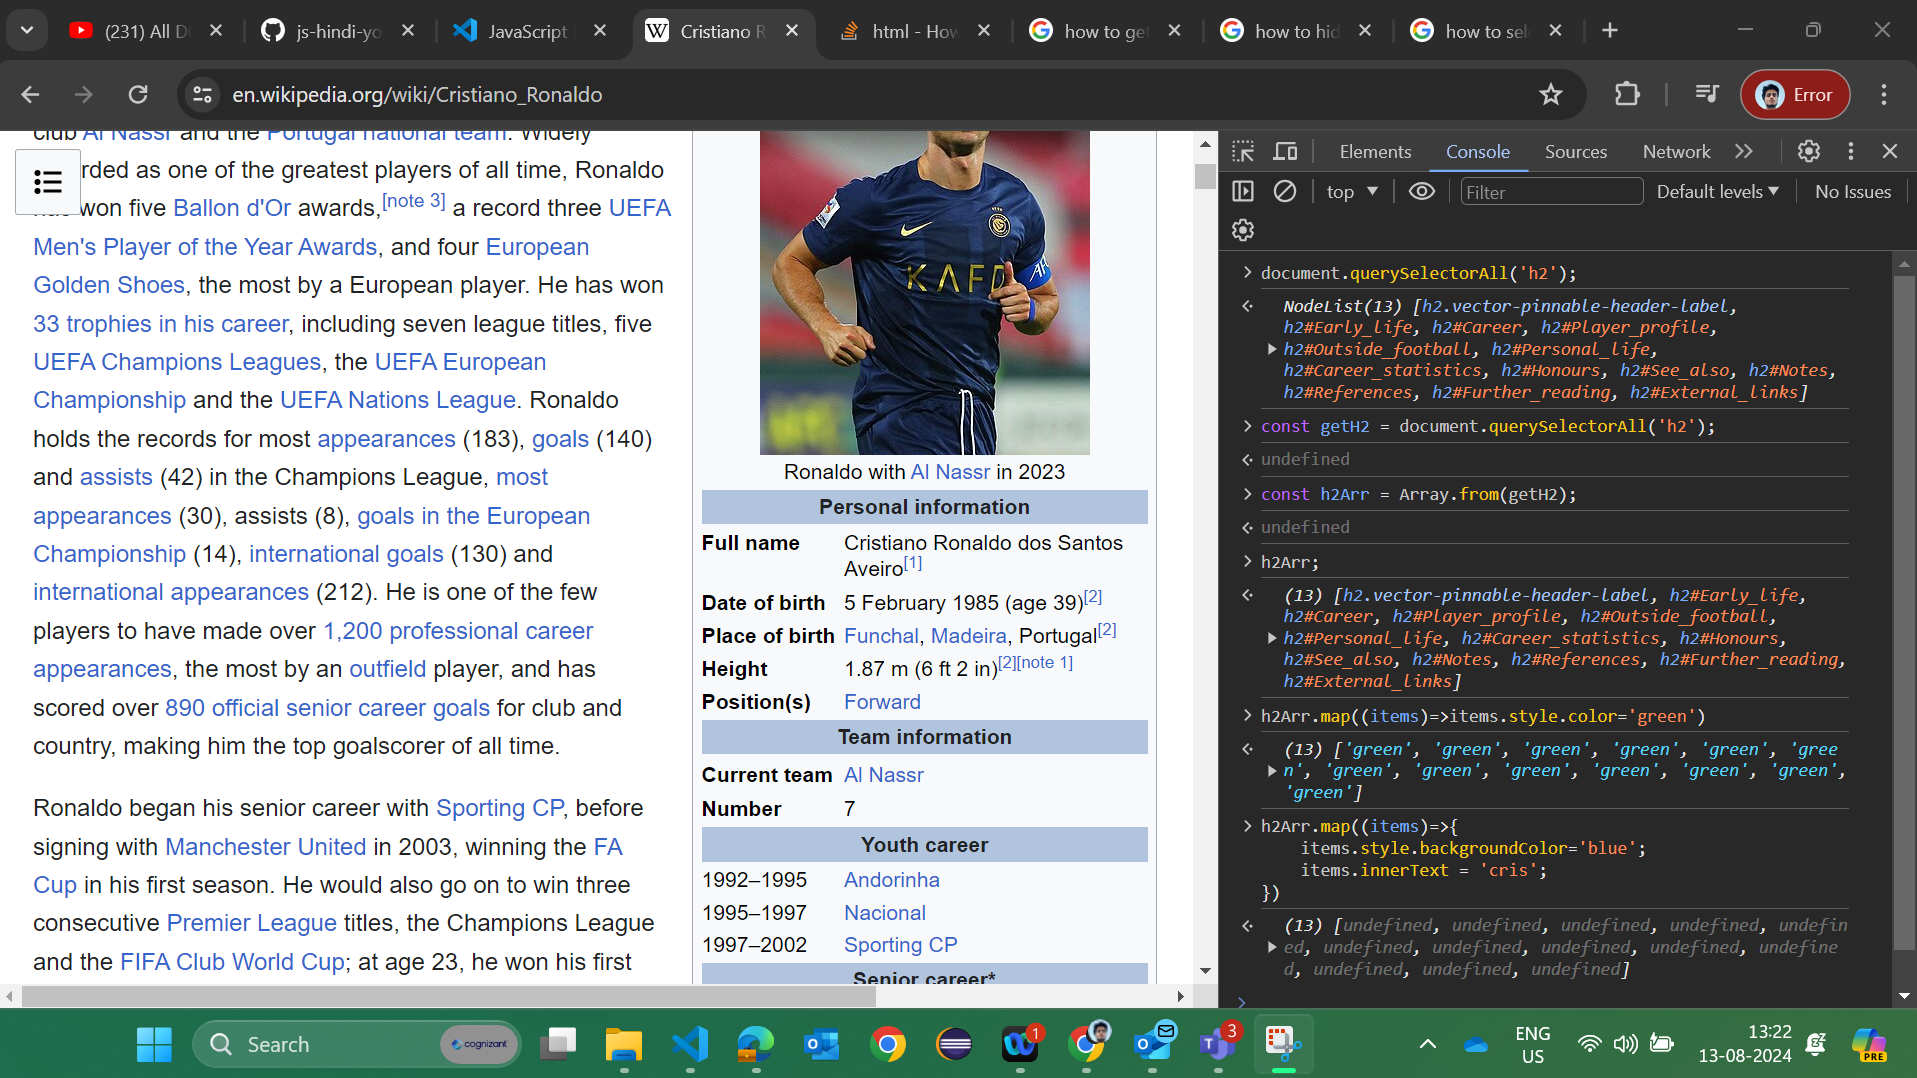 (231) All D
js-hindi-yo
JavaScript
Cristiano R
html - How
how to get
how to hid
how to sele
en.wikipedia.org/wiki/Cristiano_Ronaldo
Error
club Al Nassr and the Portugal national team. Widely
rded as one of the greatest players of all time, Ronaldo
has won five Ballon d'Or awards,[note 3] a record three UEFA
Men's Player of the Year Awards, and four European
Golden Shoes, the most by a European player. He has won
33 trophies in his career, including seven league titles, five
UEFA Champions Leagues, the UEFA European
Championship and the UEFA Nations League. Ronaldo
holds the records for most appearances (183), goals (140)
and assists (42) in the Champions League, most
appearances (30), assists (8), goals in the European
Championship (14), international goals (130) and
international appearances (212). He is one of the few
players to have made over 1,200 professional career
appearances, the most by an outfield player, and has
scored over 890 official senior career goals for club and
country, making him the top goalscorer of all time.
Ronaldo began his senior career with Sporting CP, before
signing with Manchester United in 2003, winning the FA
Cup in his first season. He would also go on to win three
consecutive Premier League titles, the Champions League
and the FIFA Club World Cup; at age 23, he won his first
KAFD
Ronaldo with Al Nassr in 2023
Personal information
Full name Cristiano Ronaldo dos Santos
Aveiro[1]
Date of birth 5 February 1985 (age 39)[2]
Place of birth Funchal, Madeira, Portugal[2]
Height 1.87 m (6 ft 2 in)[2][note 1]
Position(s) Forward
Team information
Current team Al Nassr
Number 7
Youth career
1992–1995 Andorinha
1995–1997 Nacional
1997–2002 Sporting CP
Senior career*
Elements Console Sources Network
top Filter Default levels No Issues
document.querySelectorAll('h2');
NodeList(13) [h2.vector-pinnable-header-label,
h2#Early_life, h2#Career, h2#Player_profile,
h2#Outside_football, h2#Personal_life,
h2#Career_statistics, h2#Honours, h2#See_also, h2#Notes,
h2#References, h2#Further_reading, h2#External_links]
const getH2 = document.querySelectorAll('h2');
undefined
const h2Arr = Array.from(getH2);
undefined
h2Arr;
(13) [h2.vector-pinnable-header-label, h2#Early_life,
h2#Career, h2#Player_profile, h2#Outside_football,
h2#Personal_life, h2#Career_statistics, h2#Honours,
h2#See_also, h2#Notes, h2#References, h2#Further_reading,
h2#External_links]
h2Arr.map((items)=>items.style.color='green')
(13) ['green', 'green', 'green', 'green', 'green', 'gree
n', 'green', 'green', 'green', 'green', 'green', 'green',
'green']
h2Arr.map((items)=>{
items.style.backgroundColor='blue';
items.innerText = 'cris';
})
(13) [undefined, undefined, undefined, undefined, undefin
ed, undefined, undefined, undefined, undefined, undefine
d, undefined, undefined, undefined]
Search
cognizant
1
3
ENG
US
13:22
13-08-2024
PRE